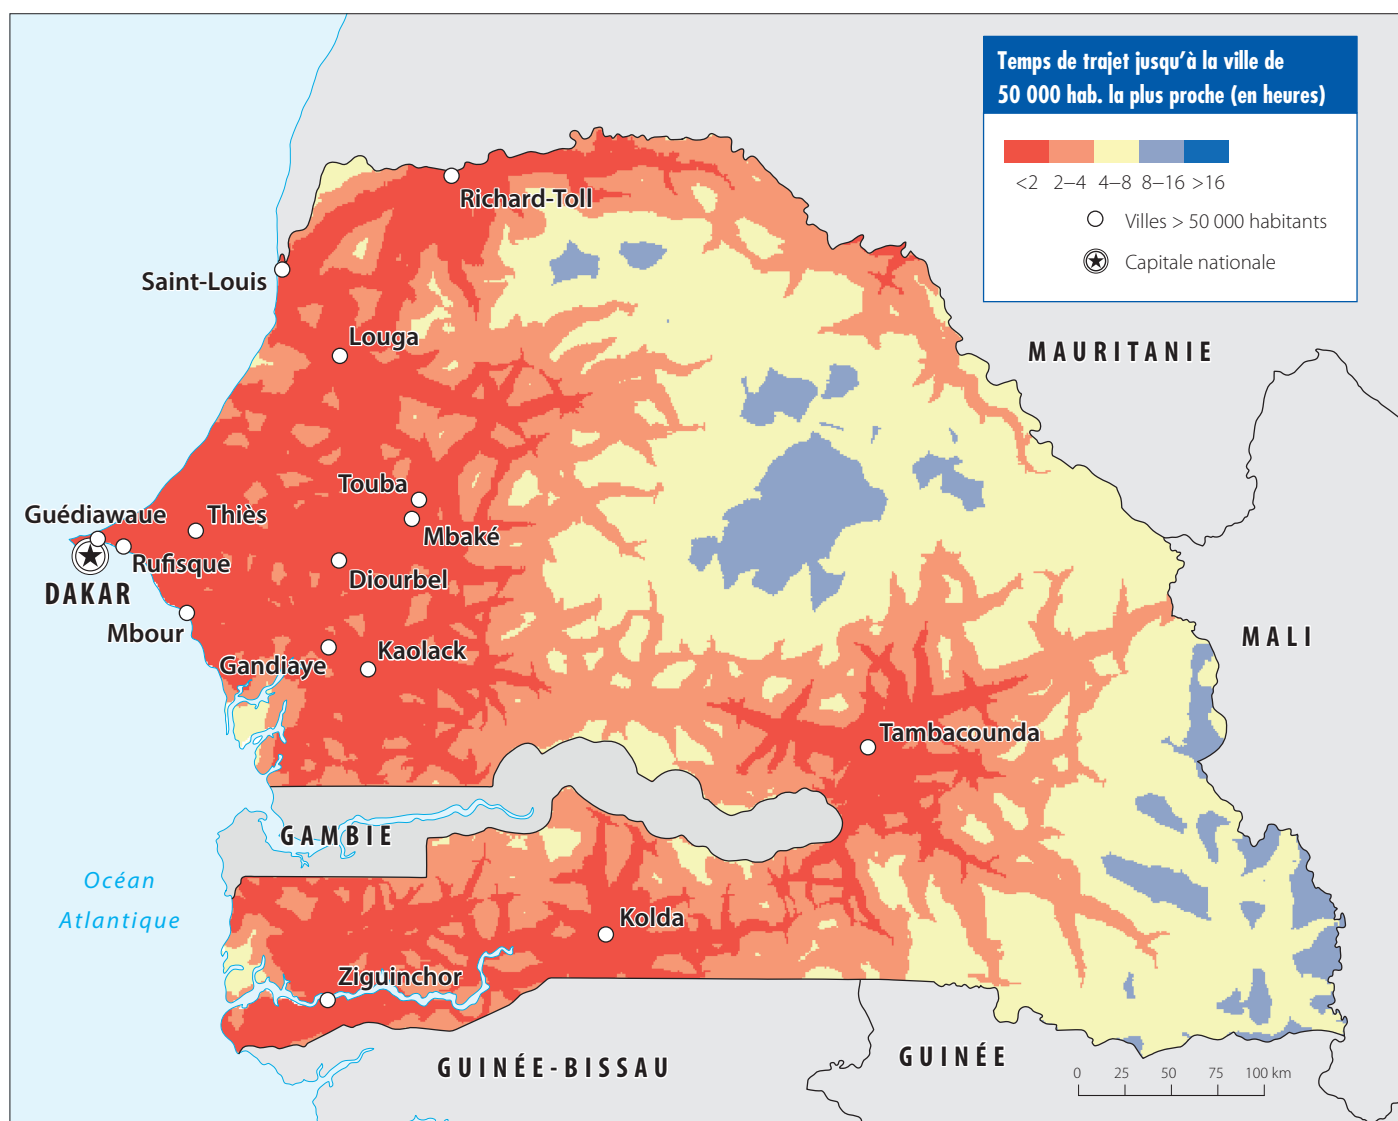 Temps de trajet jusqu'à la ville de
50 000 hab. la plus proche (en heures)
<2 2–4 4–8 8–16 >16
Villes > 50 000 habitants
Capitale nationale
Richard-Toll
Saint-Louis
Louga
MAURITANIE
Touba
Guédiawaue
Thiès
Mbaké
Rufisque
Diourbel
DAKAR
Mbour
MALI
Kaolack
Gandiaye
Tambacounda
GAMBIE
Océan
Atlantique
Kolda
Ziguinchor
GUINÉE-BISSAU
GUINÉE
0 25 50 75 100 km